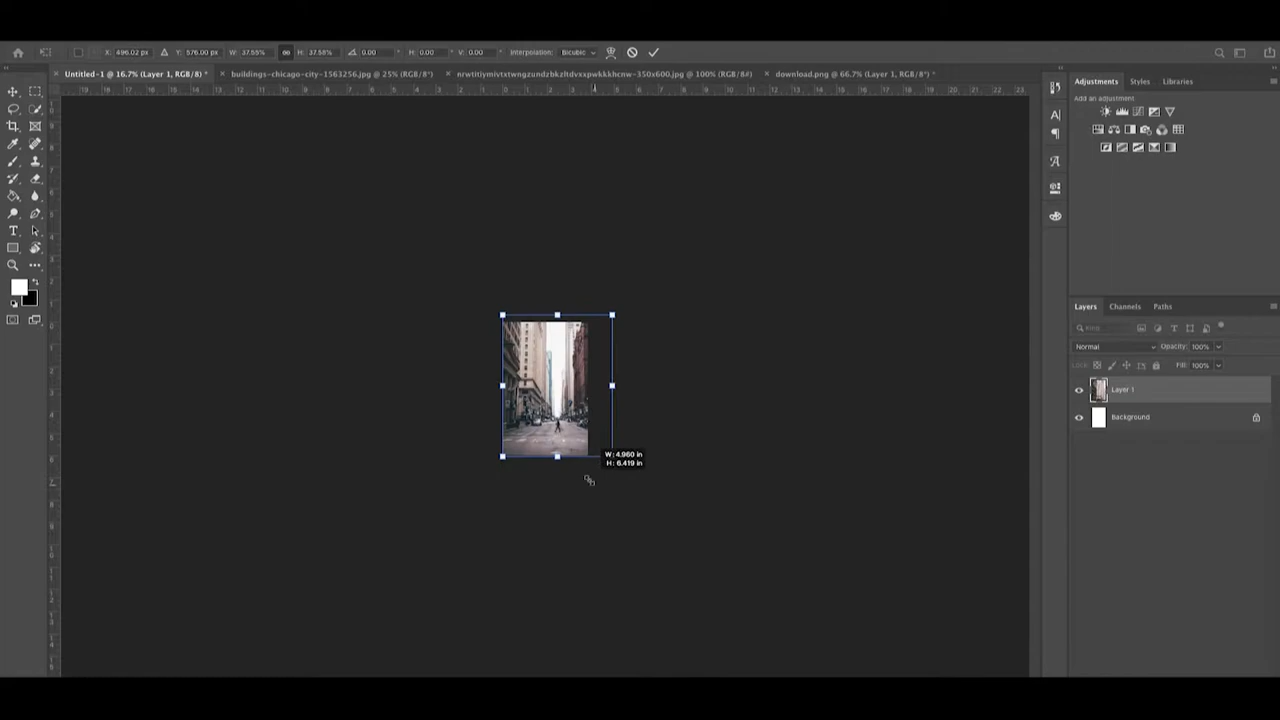 X: 496.02 px Y: 576.00 px W: 37.55% H: 37.55% 0.00 H: 0.00 V: 0.00 Interpolation: Bicubic
Untitled-1 @ 16.7% (Layer 1, RGB/8) * buildings-chicago-city-1563256.jpg @ 25% (RGB/8*) download.png @ 66.7% (Layer 1, RGB/8*) *
Adjustments Styles Libraries
Add an adjustment
Layers Channels Paths
Kind
Normal Opacity: 100%
Lock: Fill: 100%
Layer 1
Background
W: 4.960 in
H: 6.419 in